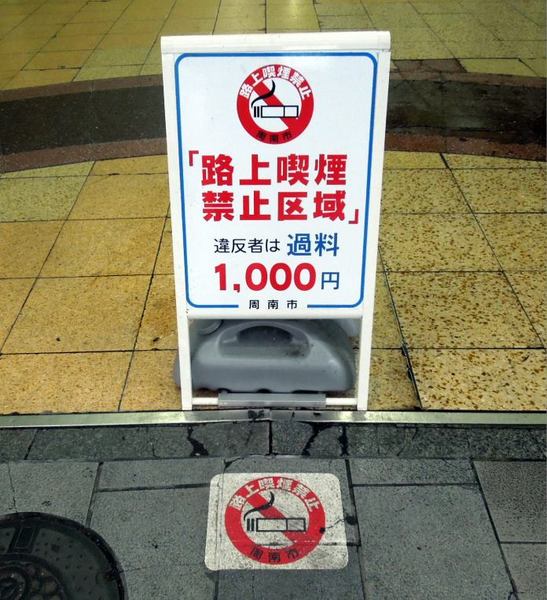 路上喫煙禁止
周南市
「路上喫煙
禁止区域」
違反者は 過料
1,000円
周南市
路上喫煙禁止
周南市